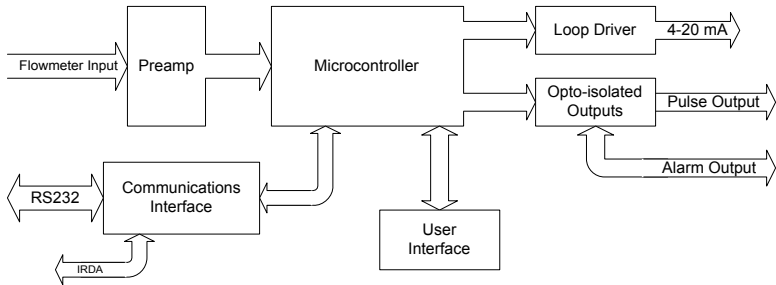 Flowmeter Input
Preamp
Microcontroller
Loop Driver
4-20 mA
Opto-isolated
Outputs
Pulse Output
Alarm Output
RS232
Communications
Interface
IRDA
User
Interface